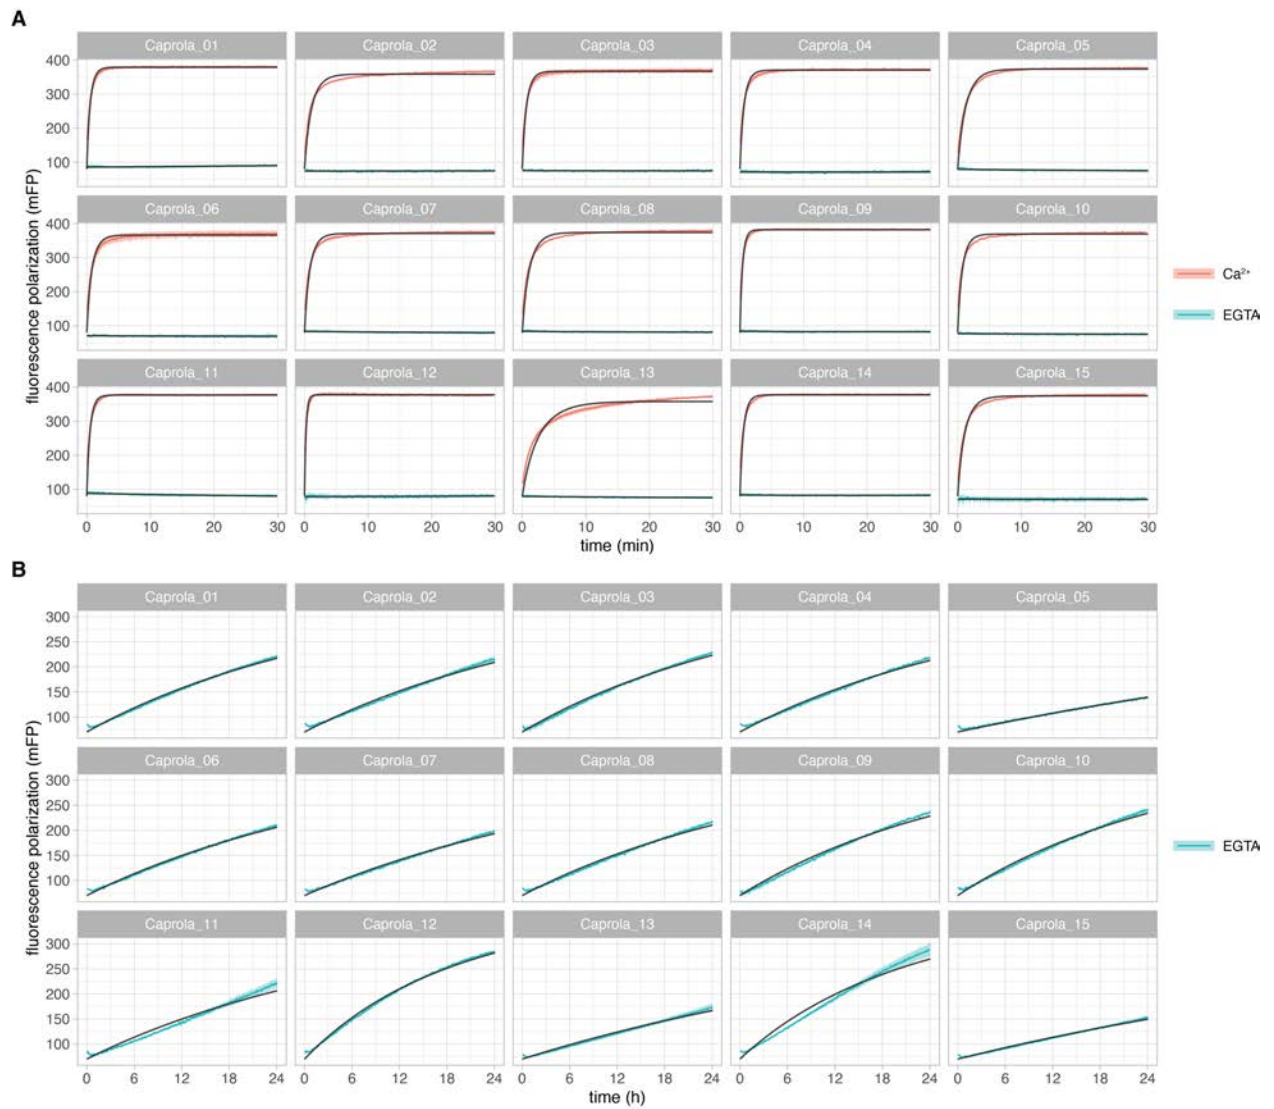 A
Caprola_01 Caprola_02 Caprola_03 Caprola_04 Caprola_05
400
300
200
100
Caprola_06 Caprola_07 Caprola_08 Caprola_09 Caprola_10
400
300
200
100
Caprola_11 Caprola_12 Caprola_13 Caprola_14 Caprola_15
400
300
200
100
0 10 20 30 0 10 20 30 0 10 20 30 0 10 20 30 0 10 20 30
time (min)
fluorescence polarization (mFP)
Ca²⁺
EGTA
B
Caprola_01 Caprola_02 Caprola_03 Caprola_04 Caprola_05
300
250
200
150
100
Caprola_06 Caprola_07 Caprola_08 Caprola_09 Caprola_10
300
250
200
150
100
Caprola_11 Caprola_12 Caprola_13 Caprola_14 Caprola_15
300
250
200
150
100
0 6 12 18 24 0 6 12 18 24 0 6 12 18 24 0 6 12 18 24 0 6 12 18 24
time (h)
fluorescence polarization (mFP)
EGTA